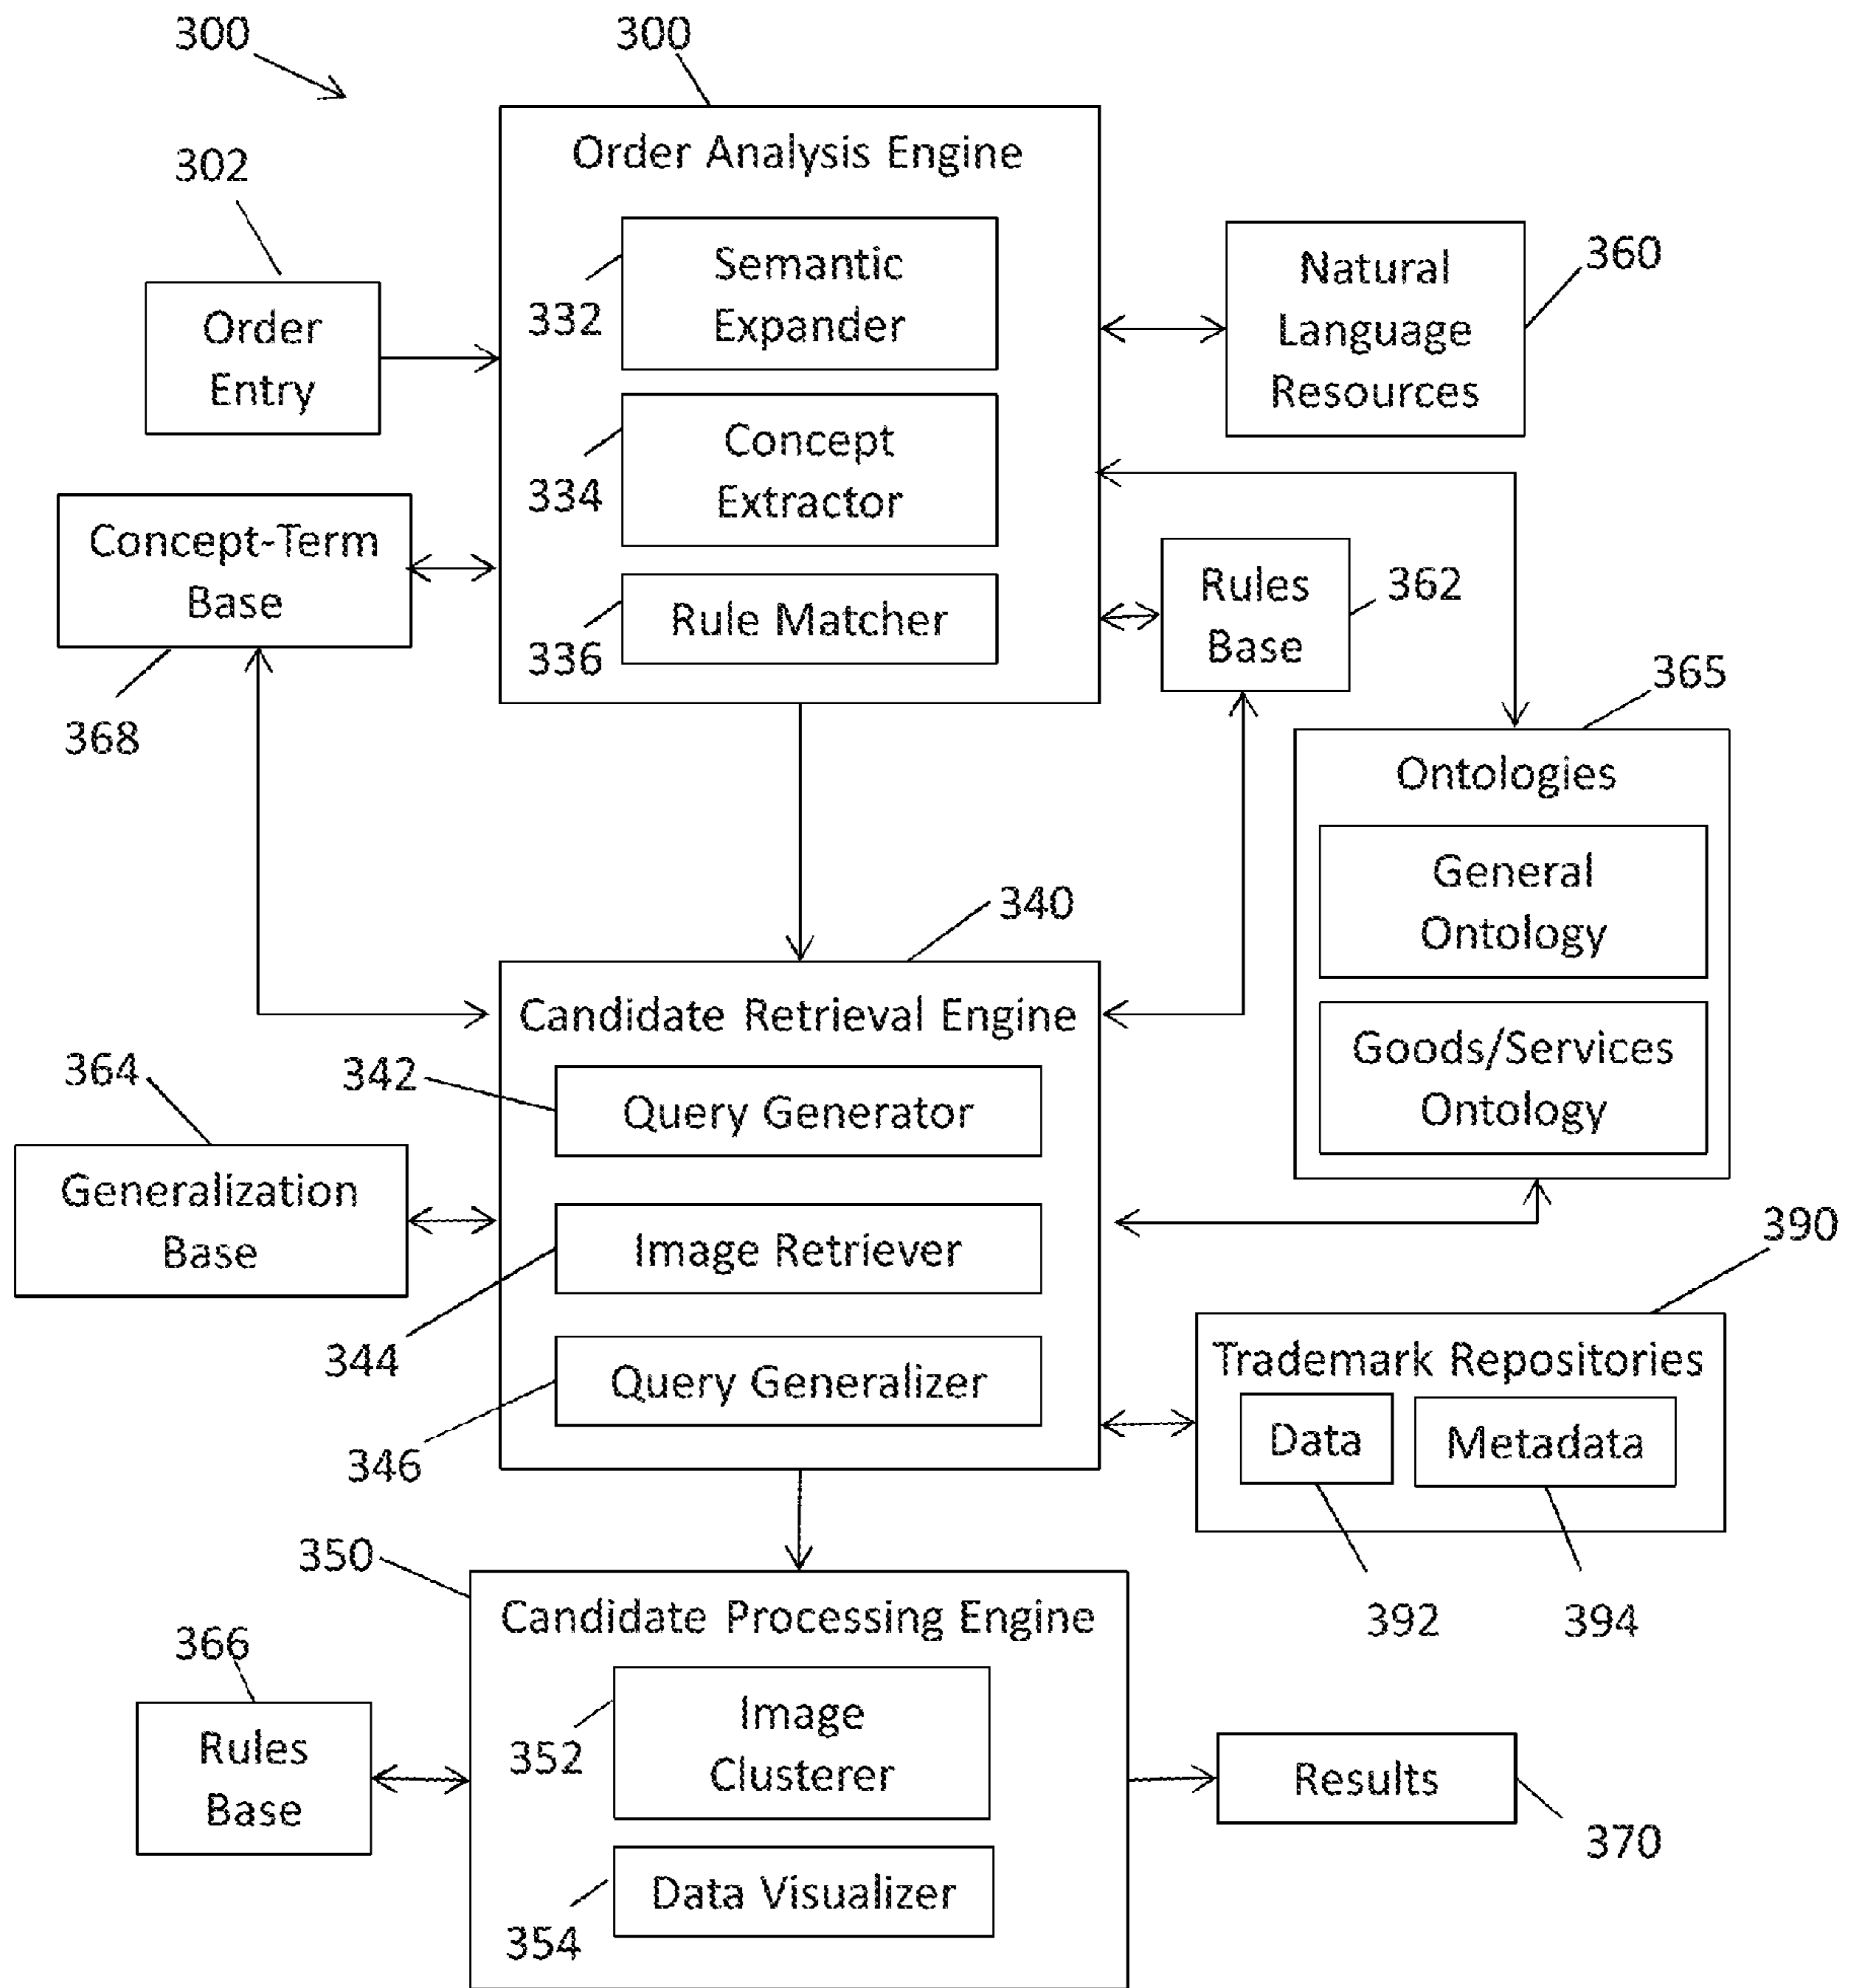 300
300
Order Analysis Engine
302
Semantic
Expander
332
Natural
Language
Resources
360
Order
Entry
Concept
Extractor
334
Concept-Term
Base
368
Rule Matcher
336
Rules
Base
362
365
Ontologies
General
Ontology
Goods/Services
Ontology
340
Candidate Retrieval Engine
364
342
Query Generator
Generalization
Base
Image Retriever
344
390
Trademark Repositories
Query Generalizer
346
Data
Metadata
392
394
350
Candidate Processing Engine
366
Rules
Base
Image
Clusterer
352
Results
370
Data Visualizer
354